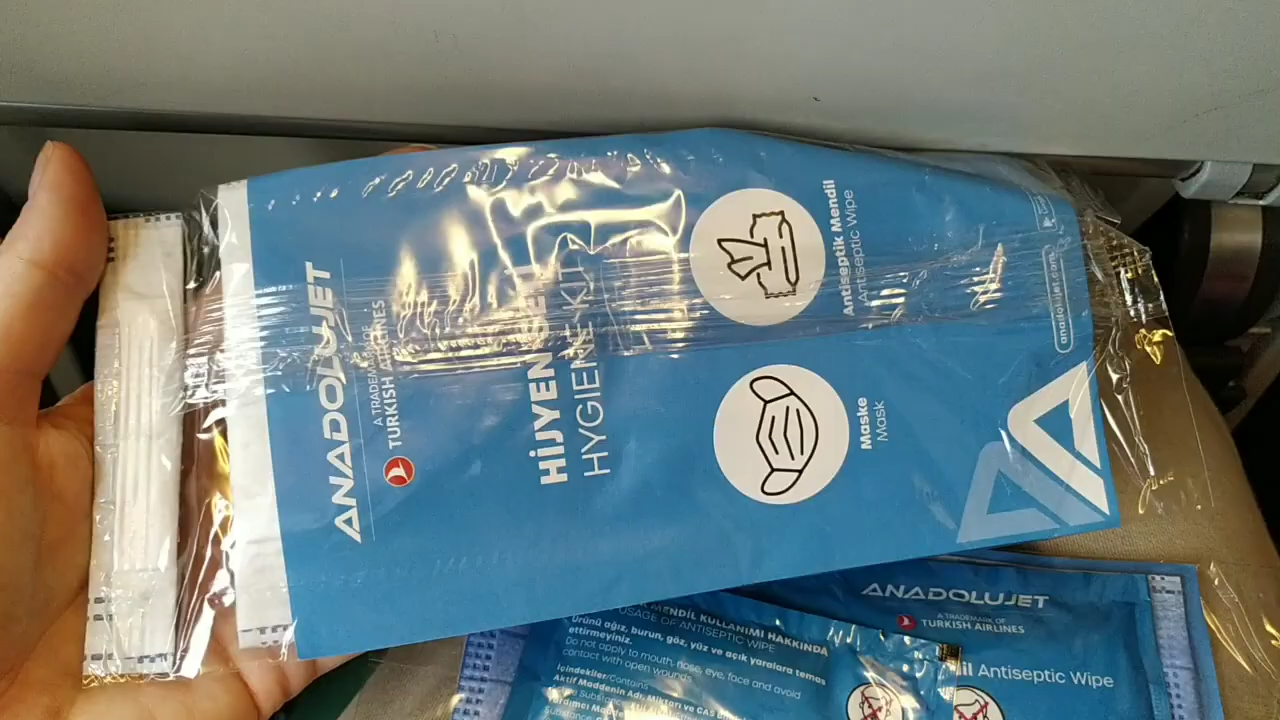 ANADOLUJET
A TRADEMARK OF
TURKISH AIRLINES
HİJYEN
HYGIENE KIT
Antiseptik Mendil
Antiseptic Wipe
Maske
Mask
anadolujet.com
ANADOLUJET
A TRADEMARK OF
TURKISH AIRLINES
Antiseptic Wipe
MENDİL KULLANIMI HAKKINDA
USAGE OF ANTISEPTIC WIPE
Ürünü ağız, burun, göz, yüz ve açık yaralara temas
ettirmeyiniz.
Do not apply to mouth, nose, eye, face and avoid
contact with open wounds.
İçindekiler/Contains
Aktif Maddenin Adı, Miktarı ve CAS